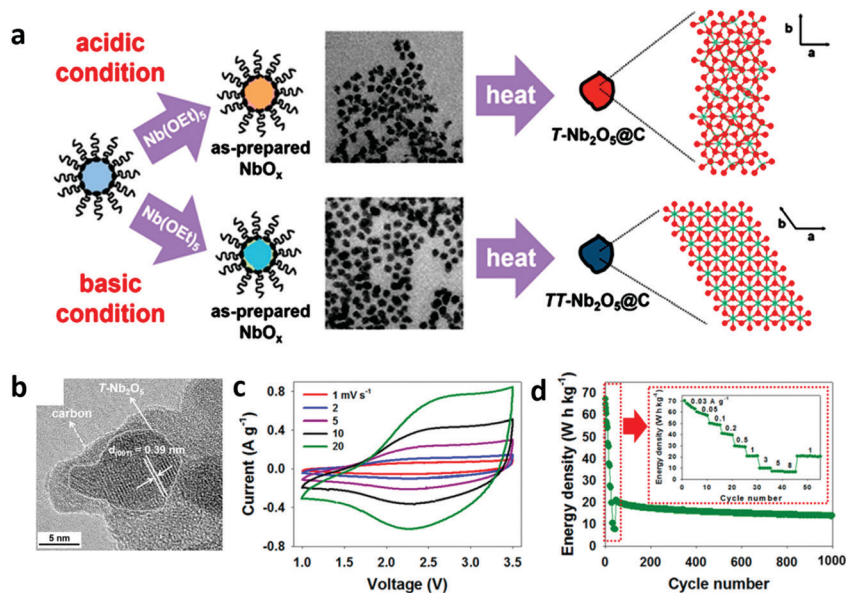 a
acidic
condition
Nb(OEt)5
as-prepared
NbOx
heat
T-Nb2O5@C
b
a
Nb(OEt)5
basic
condition
as-prepared
NbOx
heat
TT-Nb2O5@C
b
a
b
T-Nb2O5
carbon
d(001) = 0.39 nm
5 nm
c
0.8
0.4
0.0
-0.4
-0.8
Current (A g-1)
1 mV s-1
2
5
10
20
1.0 1.5 2.0 2.5 3.0 3.5
Voltage (V)
d
70
60
50
40
30
20
10
0
Energy density (W h kg-1)
0 200 400 600 800 1000
Cycle number
80
70
60
50
40
30
20
10
0
Energy density (W h kg-1)
0.03 A g-1
0.05
0.1
0.2
0.5
1
3 5 8
1
0 10 20 30 40 50
Cycle number